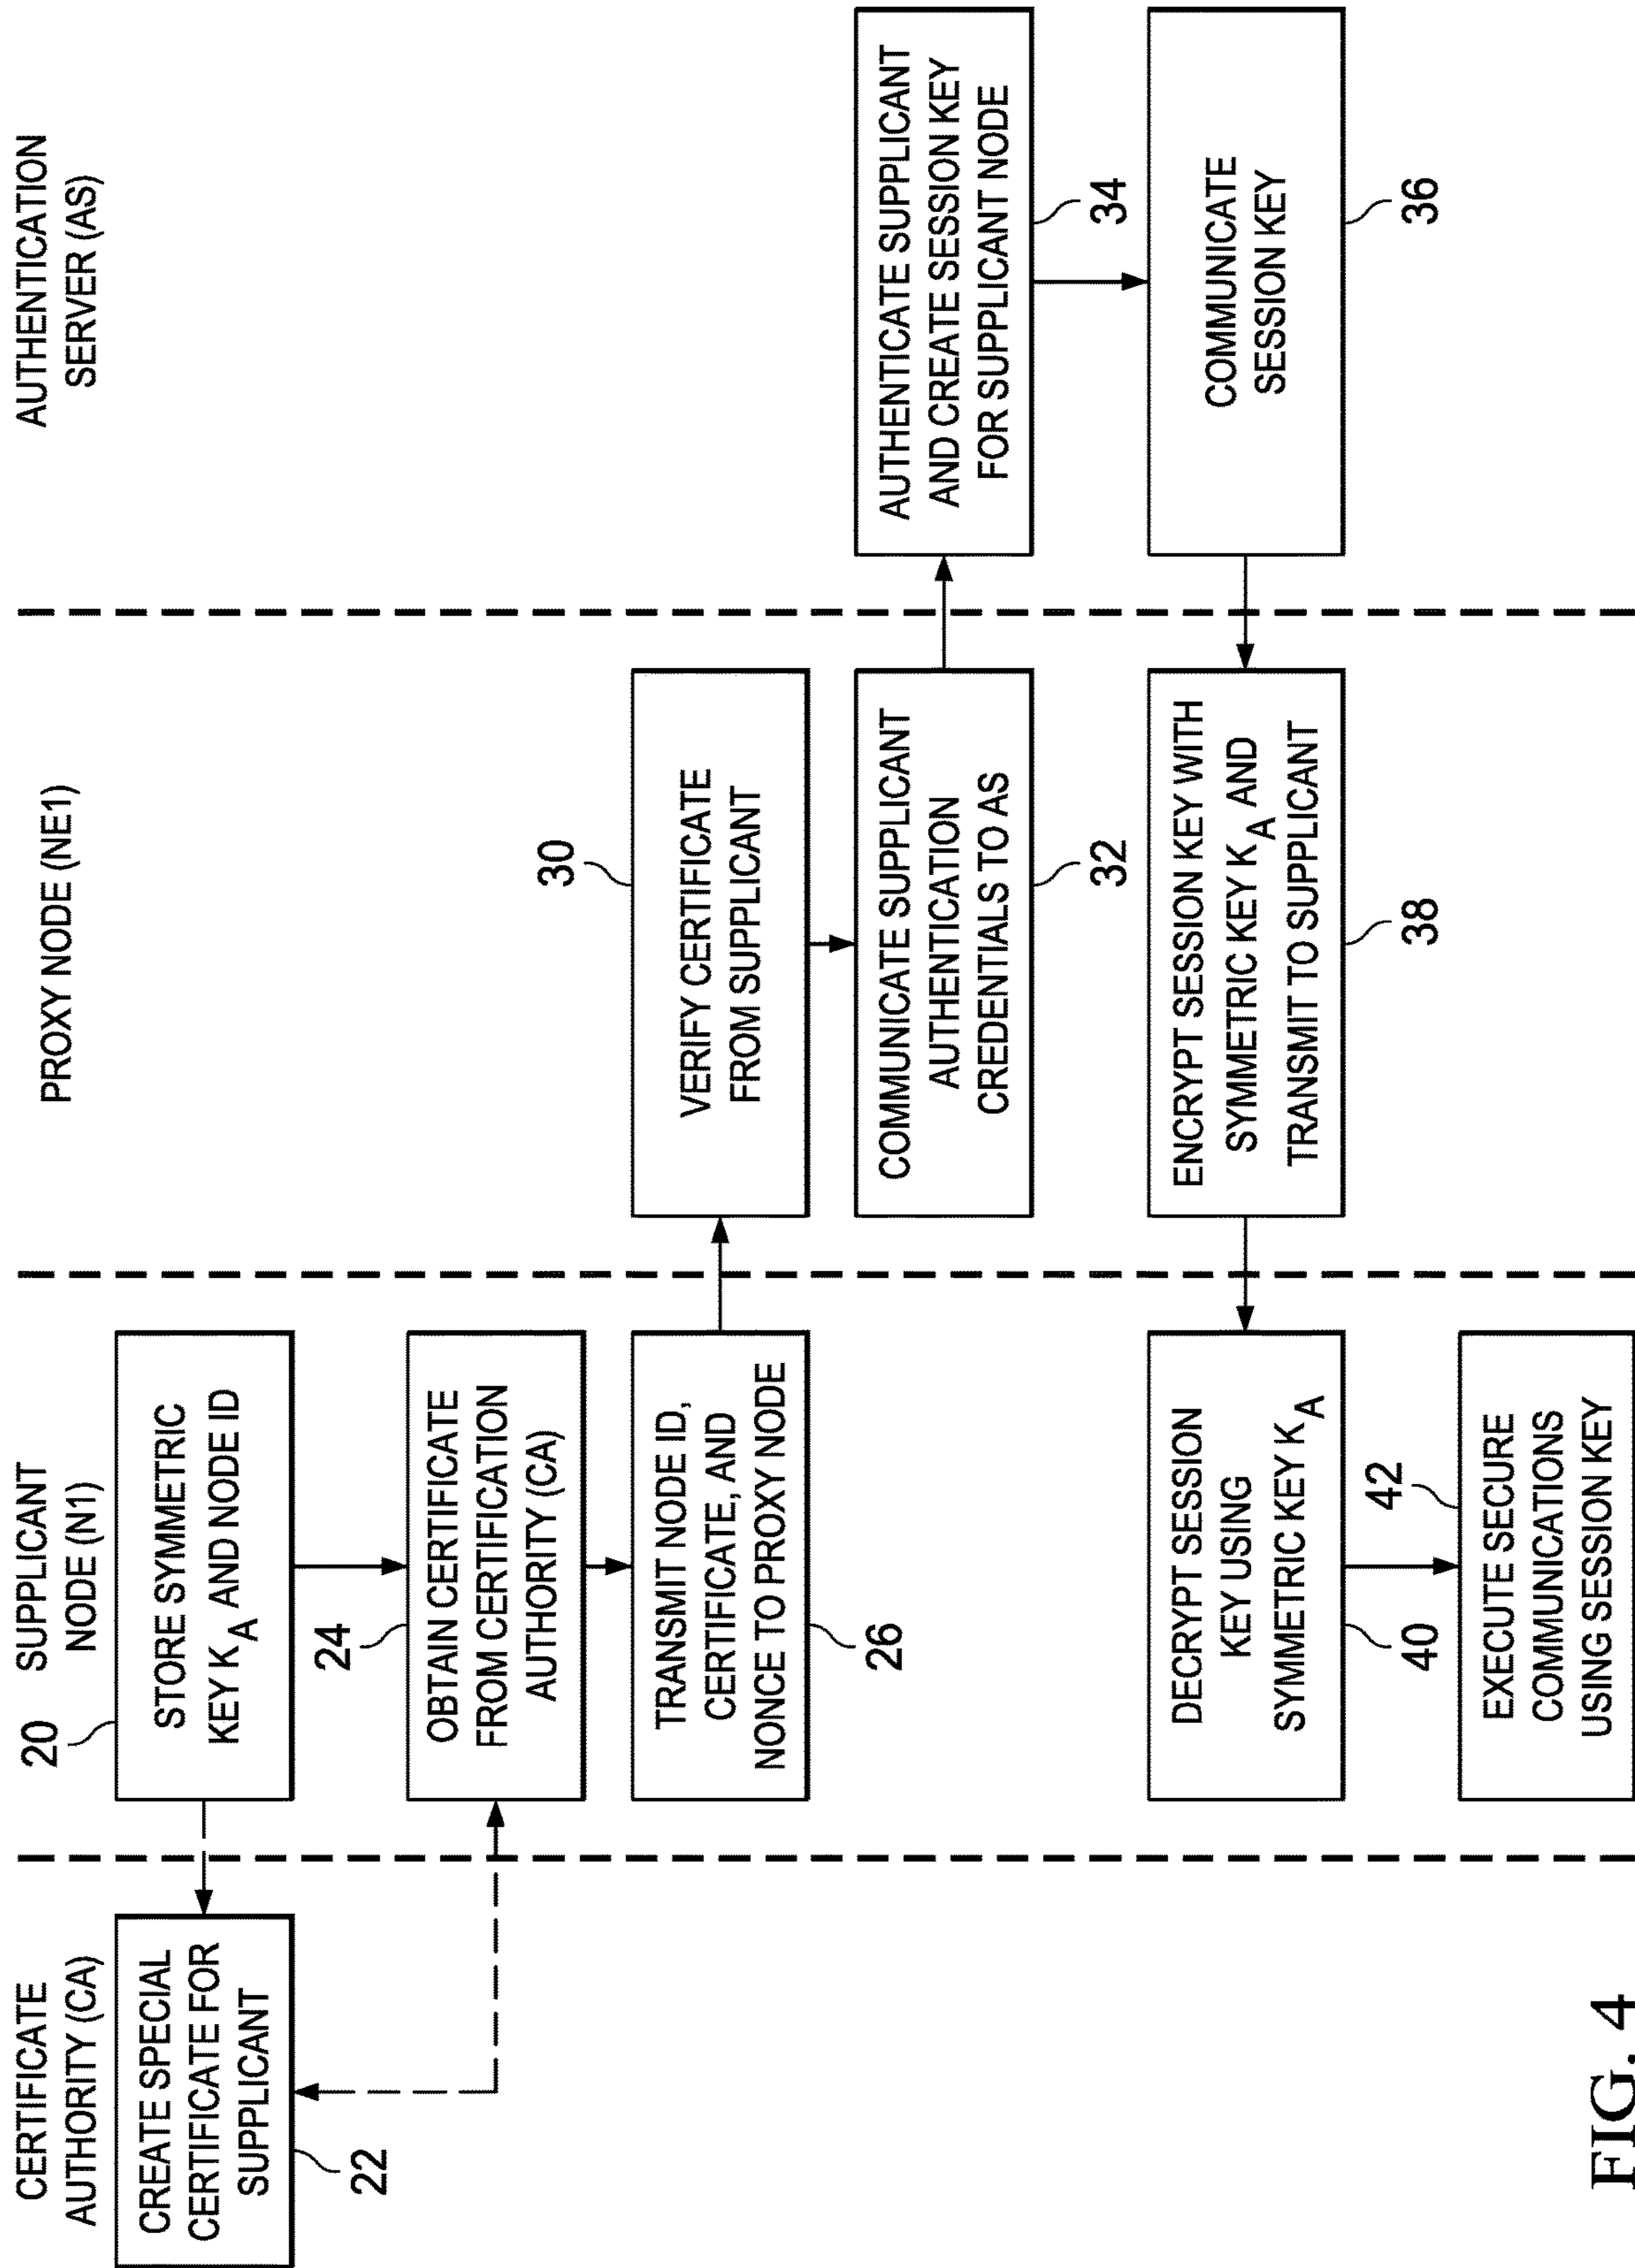 CERTIFICATE
AUTHORITY (CA)
SUPPLICANT
NODE (N1)
PROXY NODE (NE1)
AUTHENTICATION
SERVER (AS)
20
STORE SYMMETRIC
KEY K_A AND NODE ID
CREATE SPECIAL
CERTIFICATE FOR
SUPPLICANT
22
24
OBTAIN CERTIFICATE
FROM CERTIFICATION
AUTHORITY (CA)
TRANSMIT NODE ID,
CERTIFICATE, AND
NONCE TO PROXY NODE
26
30
VERIFY CERTIFICATE
FROM SUPPLICANT
COMMUNICATE SUPPLICANT
AUTHENTICATION
CREDENTIALS TO AS
32
AUTHENTICATE SUPPLICANT
AND CREATE SESSION KEY
FOR SUPPLICANT NODE
34
COMMUNICATE
SESSION KEY
36
ENCRYPT SESSION KEY WITH
SYMMETRIC KEY K_A AND
TRANSMIT TO SUPPLICANT
38
DECRYPT SESSION
KEY USING
SYMMETRIC KEY K_A
40
42
EXECUTE SECURE
COMMUNICATIONS
USING SESSION KEY
FIG. 4